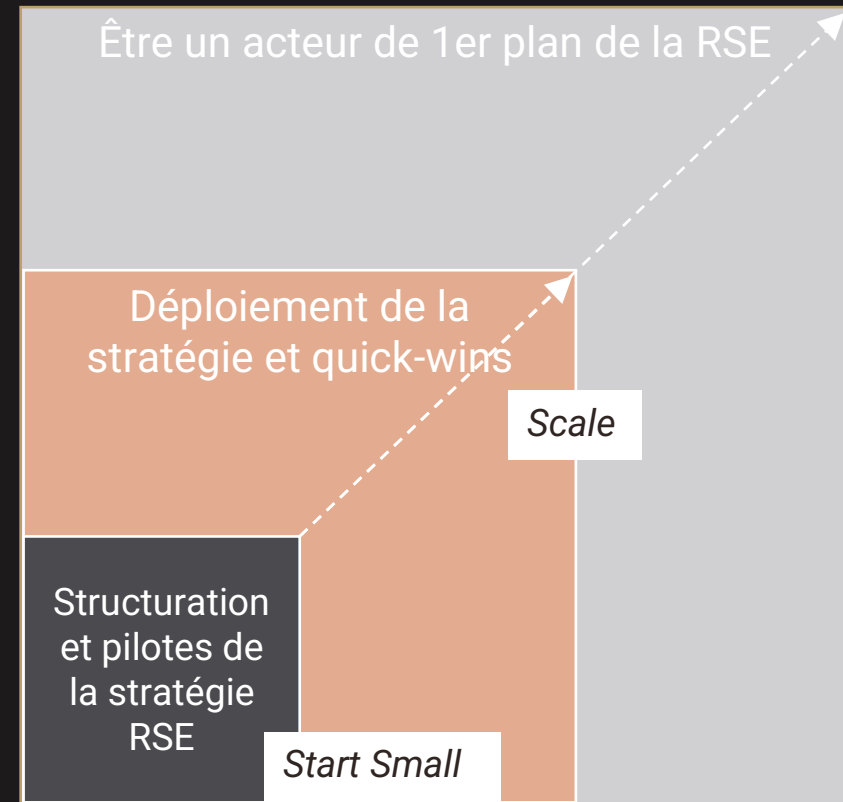 Être un acteur de 1er plan de la RSE
Déploiement de la
stratégie et quick-wins
Scale
Structuration
et pilotes de
la stratégie
RSE
Start Small